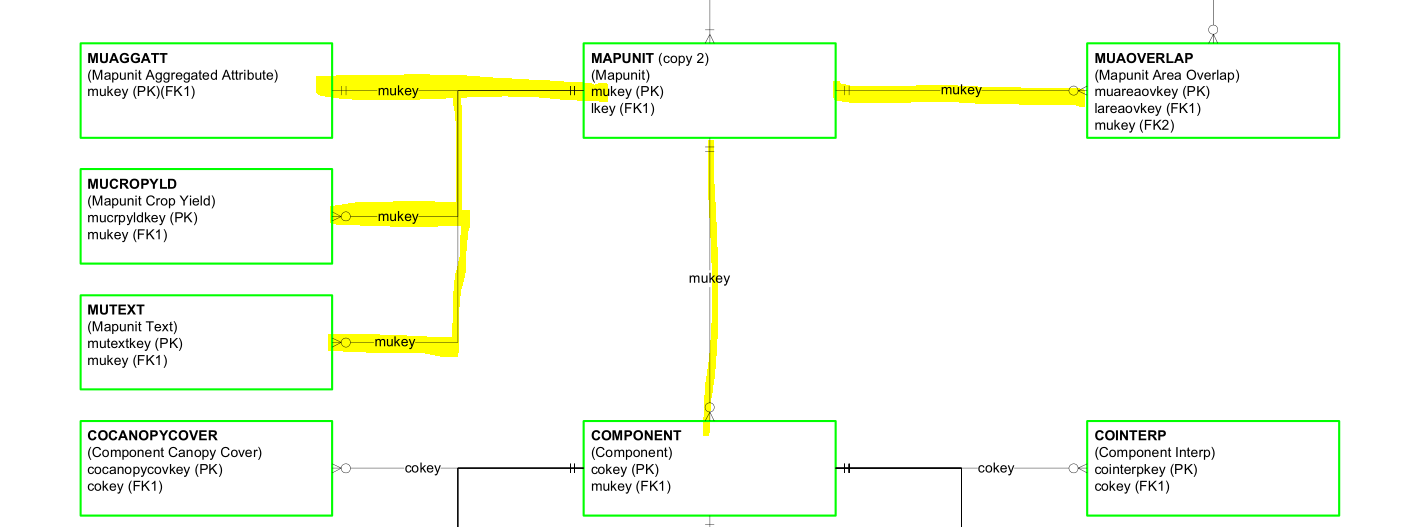 MUAGGATT
(Mapunit Aggregated Attribute)
mukey (PK)(FK1)
mukey
MAPUNIT (copy 2)
(Mapunit)
mukey (PK)
lkey (FK1)
mukey
MUAOVERLAP
(Mapunit Area Overlap)
muareaovkey (PK)
lareaovkey (FK1)
mukey (FK2)
MUCROPYLD
(Mapunit Crop Yield)
mucrpyldkey (PK)
mukey (FK1)
mukey
mukey
MUTEXT
(Mapunit Text)
mutextkey (PK)
mukey (FK1)
mukey
COCANOPYCOVER
(Component Canopy Cover)
cocanopycovkey (PK)
cokey (FK1)
cokey
COMPONENT
(Component)
cokey (PK)
mukey (FK1)
cokey
COINTERP
(Component Interp)
cointerpkey (PK)
cokey (FK1)